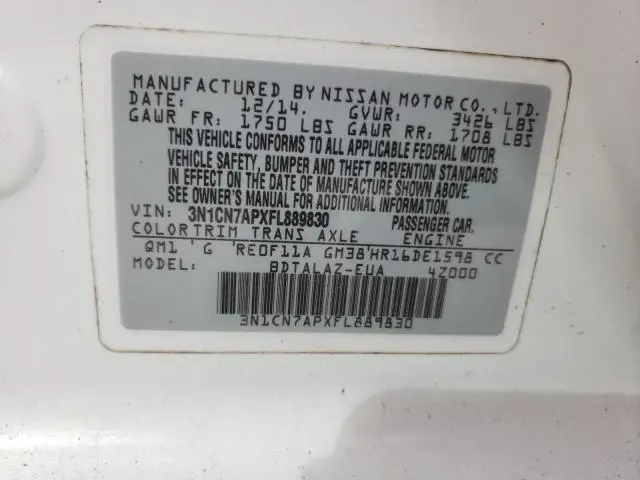 MANUFACTURED BY NISSAN MOTOR CO., LTD.
DATE: 12/14. GVWR: 3426 LBS
GAWR FR: 1750 LBS GAWR RR: 1708 LBS
THIS VEHICLE CONFORMS TO ALL APPLICABLE FEDERAL MOTOR
VEHICLE SAFETY, BUMPER AND THEFT PREVENTION STANDARDS
IN EFFECT ON THE DATE OF MANUFACTURE SHOWN ABOVE.
SEE OWNER'S MANUAL FOR ADDITIONAL INFORMATION.
VIN: 3N1CN7APXFL889830 PASSENGER CAR.
COLOR TRIM TRANS AXLE ENGINE
QM1 ' G 'RE0F11A GM38'HR16DE1598 CC
BDTALAZ-EUA 4Z000
3N1CN7APXFL889830